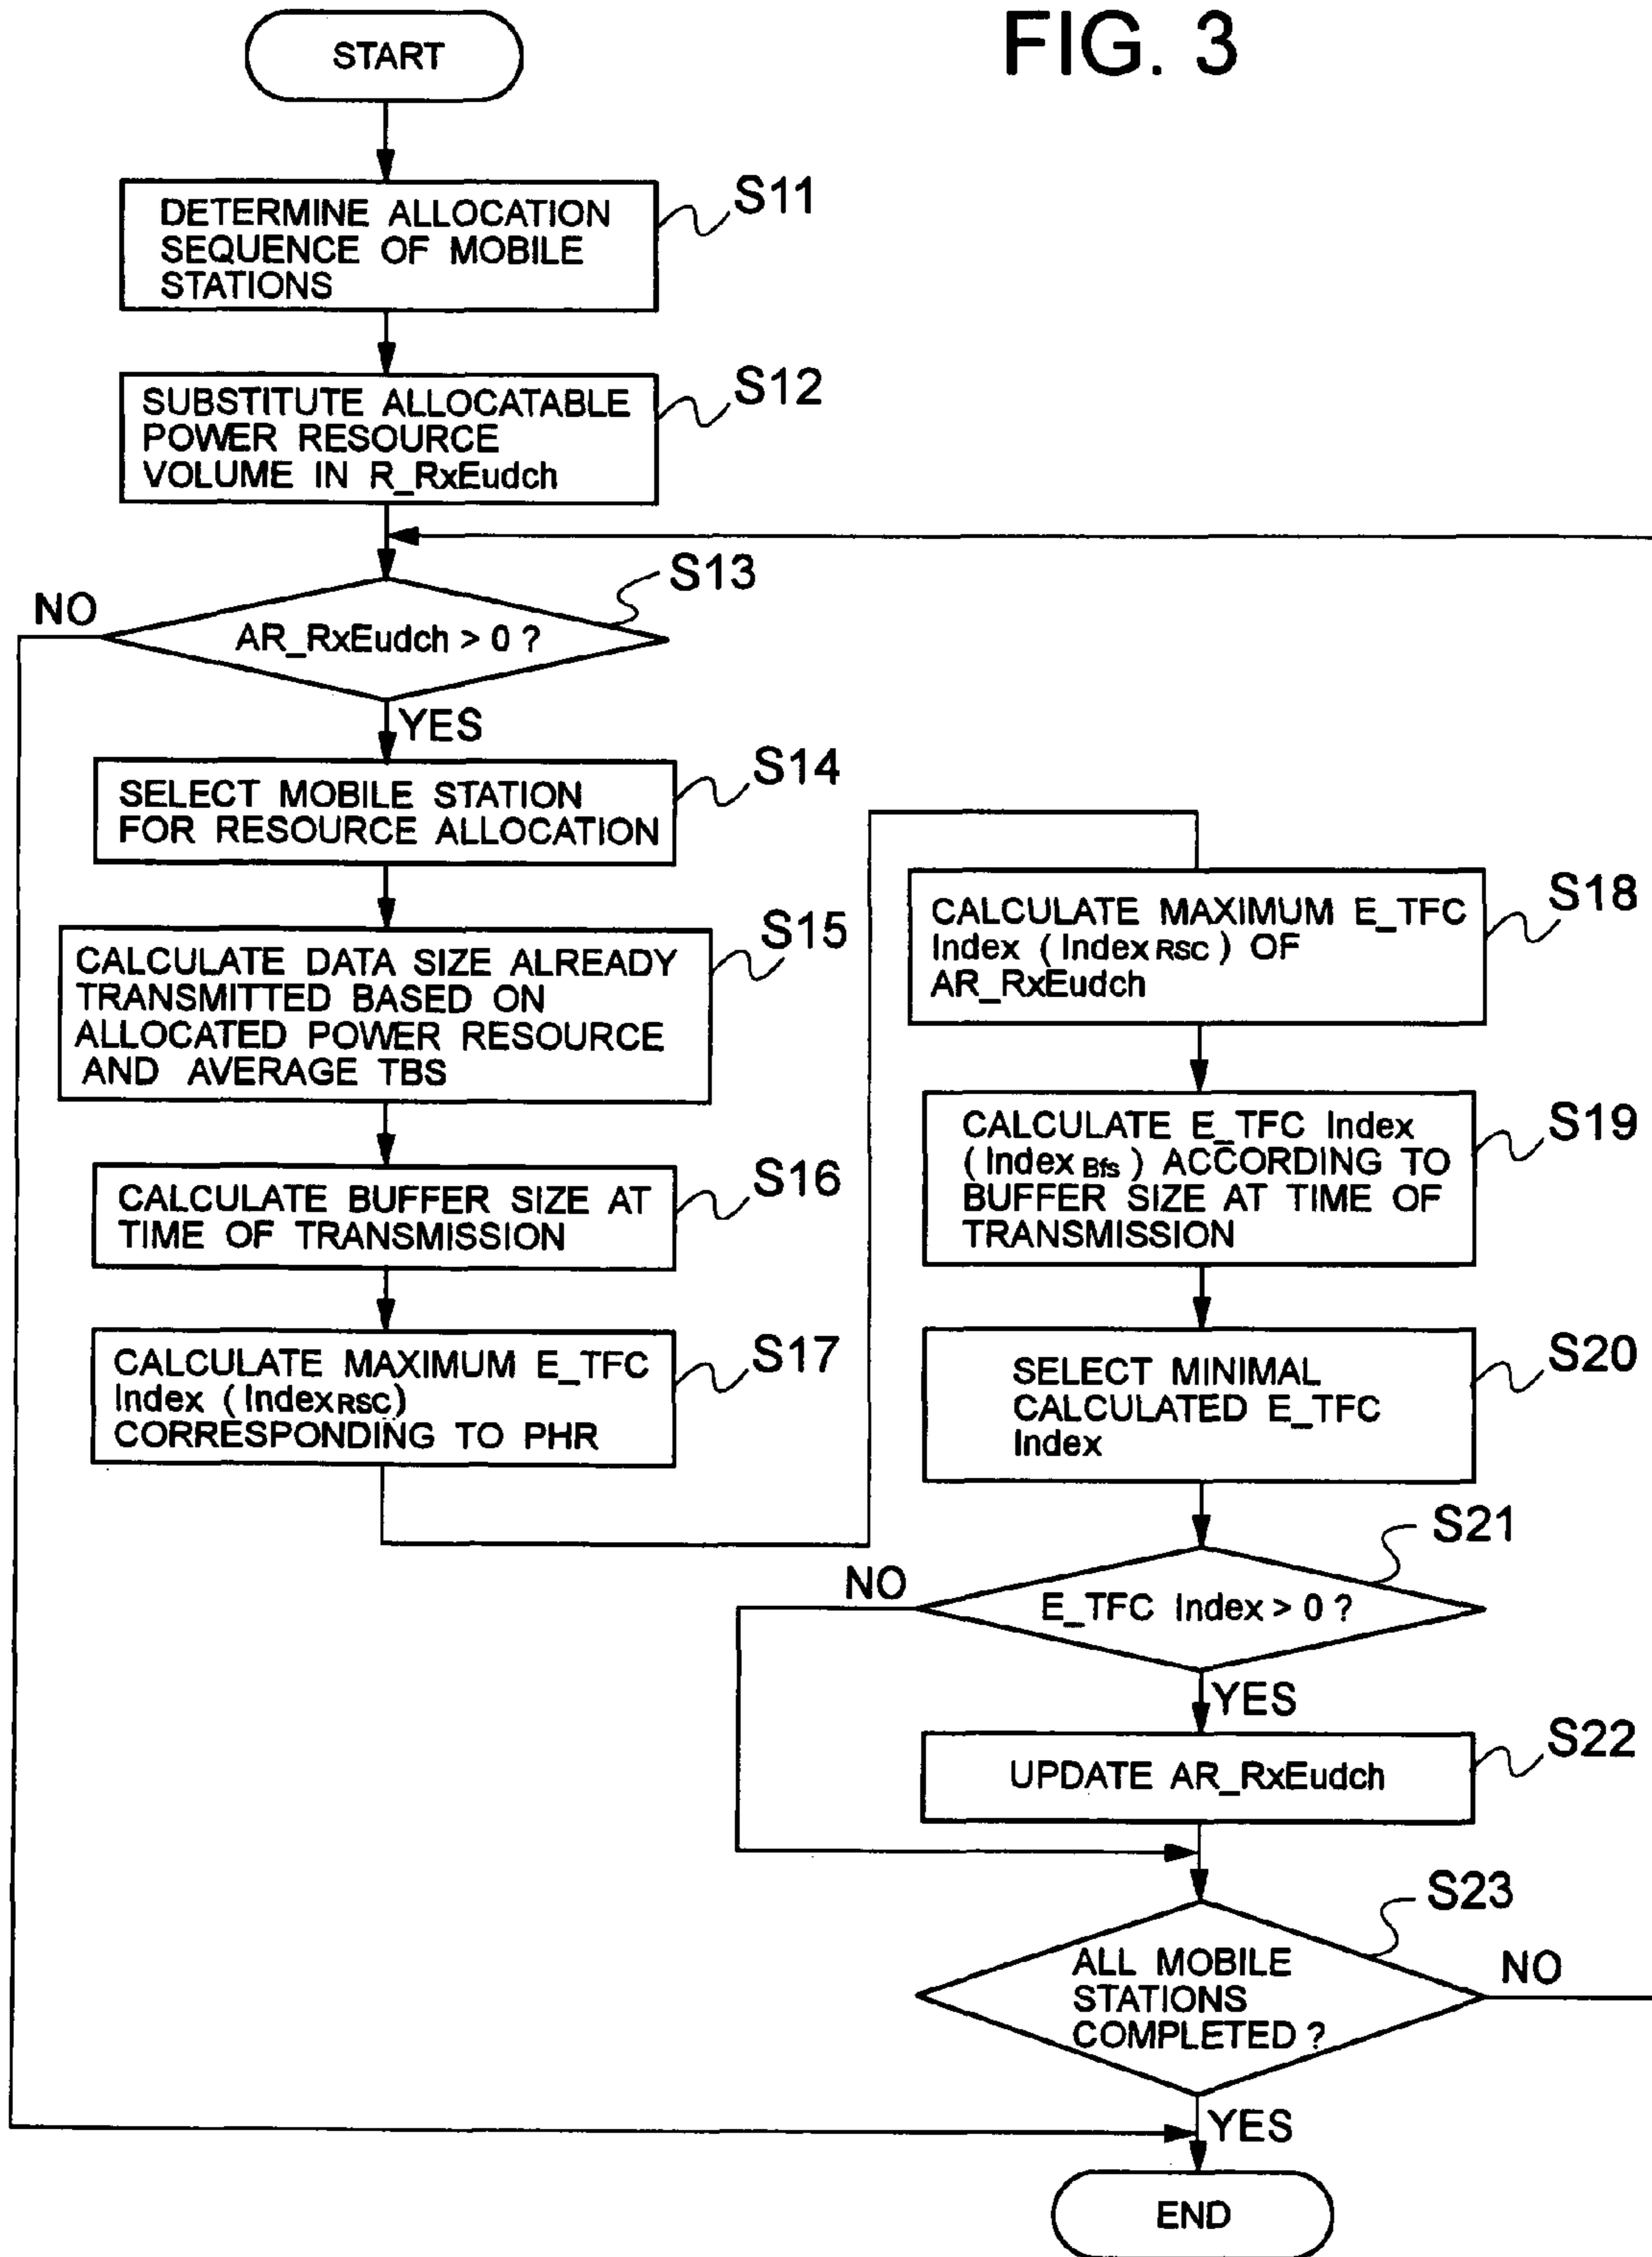 FIG. 3
START
DETERMINE ALLOCATION
SEQUENCE OF MOBILE
STATIONS
S11
SUBSTITUTE ALLOCATABLE
POWER RESOURCE
VOLUME IN R_RxEudch
S12
AR_RxEudch > 0 ?
S13
NO
YES
SELECT MOBILE STATION
FOR RESOURCE ALLOCATION
S14
CALCULATE DATA SIZE ALREADY
TRANSMITTED BASED ON
ALLOCATED POWER RESOURCE
AND AVERAGE TBS
S15
CALCULATE BUFFER SIZE AT
TIME OF TRANSMISSION
S16
CALCULATE MAXIMUM E_TFC
Index (IndexRSC)
CORRESPONDING TO PHR
S17
CALCULATE MAXIMUM E_TFC
Index (Index RSC) OF
AR_RxEudch
S18
CALCULATE E_TFC Index
(Index Bfs) ACCORDING TO
BUFFER SIZE AT TIME OF
TRANSMISSION
S19
SELECT MINIMAL
CALCULATED E_TFC
Index
S20
E_TFC Index > 0 ?
S21
NO
YES
UPDATE AR_RxEudch
S22
ALL MOBILE
STATIONS
COMPLETED ?
S23
NO
YES
END